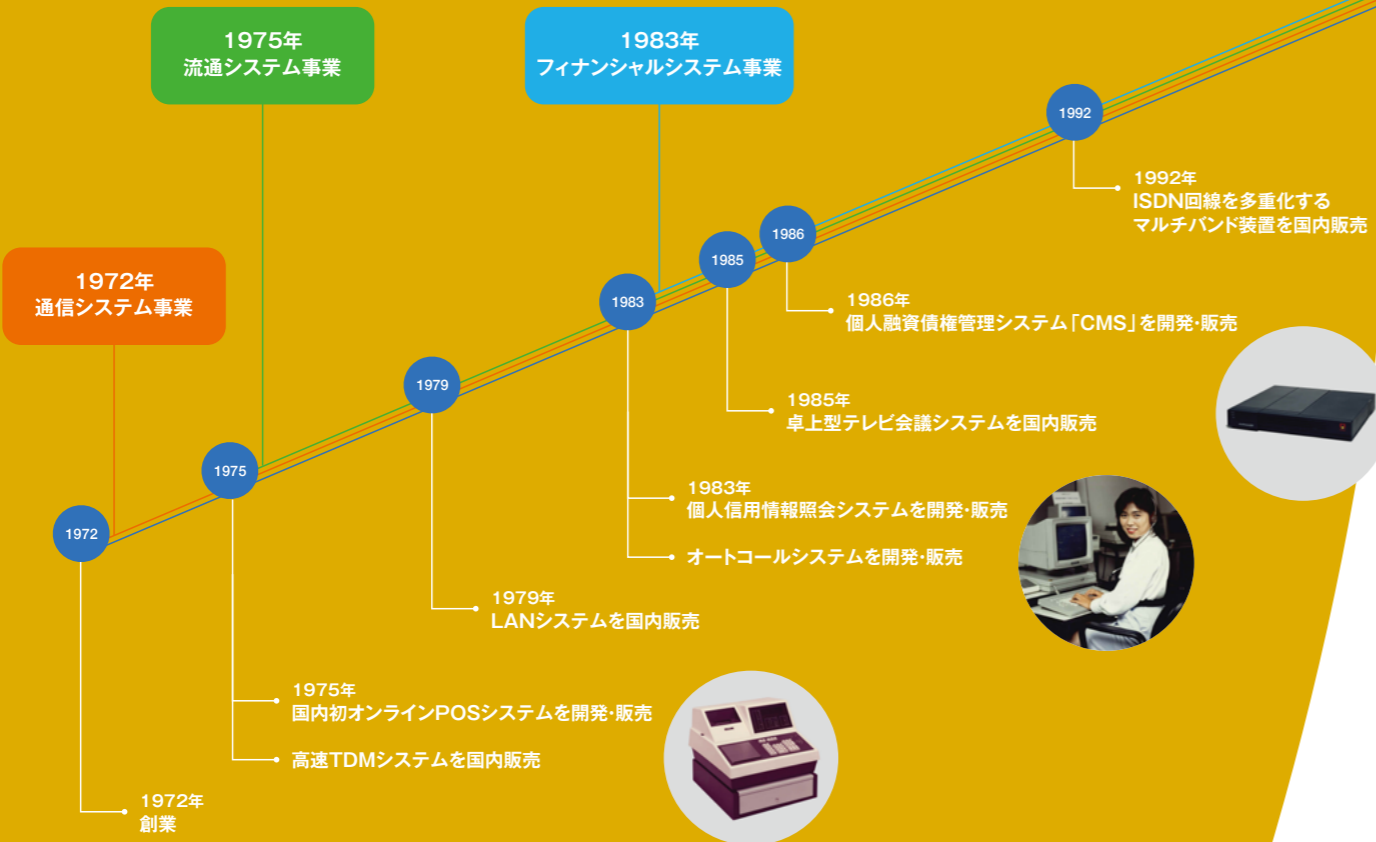 1975年
流通システム事業
1983年
フィナンシャルシステム事業
1992
1992年
ISDN回線を多重化する
マルチバンド装置を国内販売
1972年
通信システム事業
1986
1985
1983
1986年
個人融資債権管理システム「CMS」を開発・販売
1979
1985年
卓上型テレビ会議システムを国内販売
1975
1983年
個人信用情報照会システムを開発・販売
オートコールシステムを開発・販売
1972
1979年
LANシステムを国内販売
1975年
国内初オンラインPOSシステムを開発・販売
高速TDMシステムを国内販売
1972年
創業